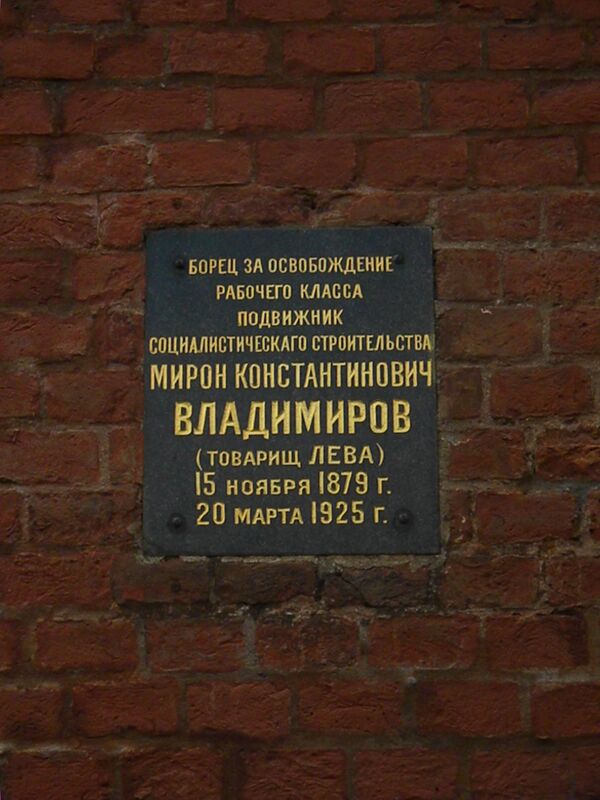 БОРЕЦ ЗА ОСВОБОЖДЕНИЕ
РАБОЧЕГО КЛАССА
ПОДВИЖНИК
СОЦИАЛИСТИЧЕСКАГО СТРОИТЕЛЬСТВА
МИРОН КОНСТАНТИНОВИЧ
ВЛАДИМИРОВ
(ТОВАРИЩ ЛЕВА)
15 НОЯБРЯ 1879 г.
20 МАРТА 1925 г.